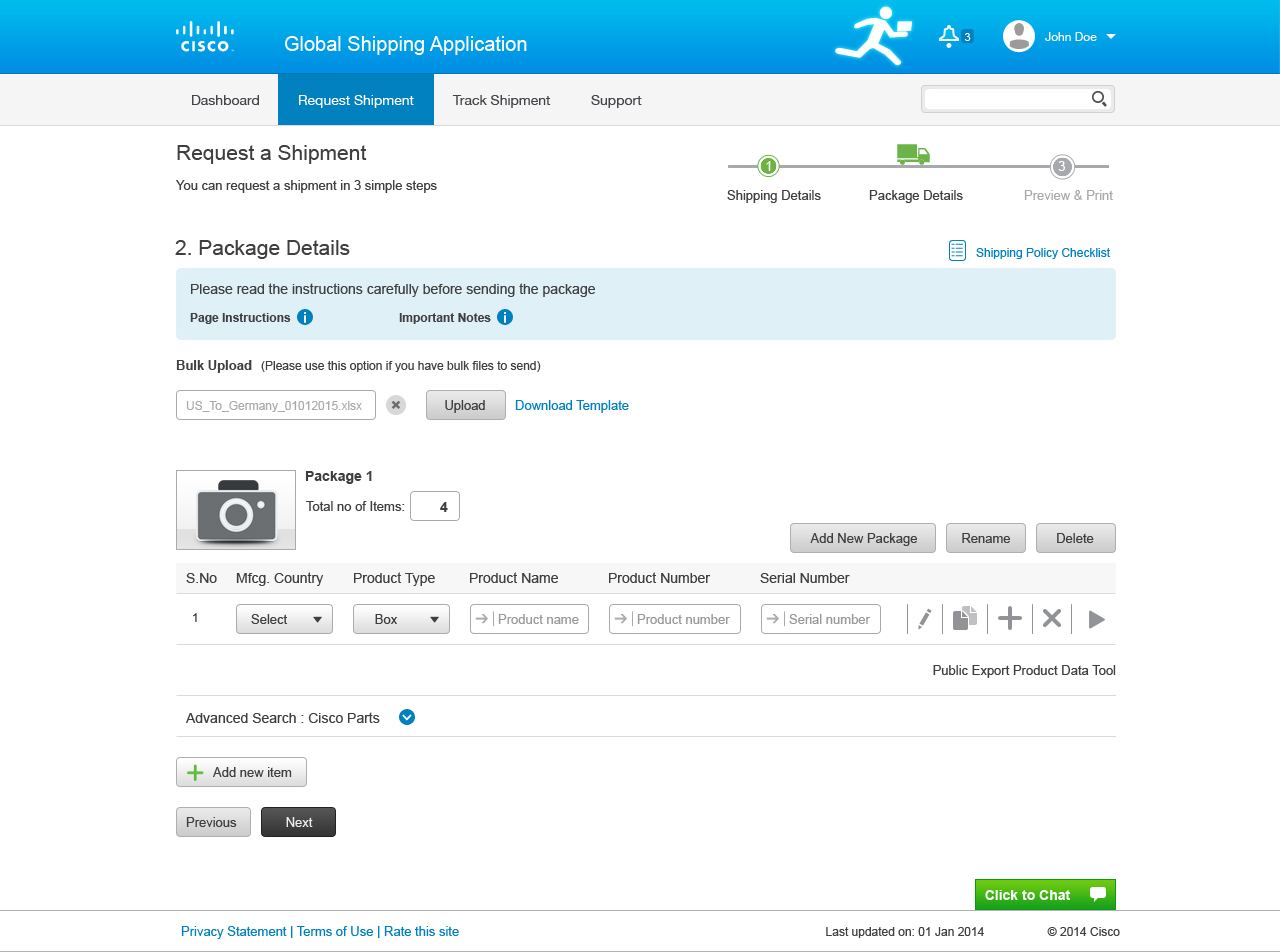 CISCO
Global Shipping Application
3
John Doe
Dashboard
Request Shipment
Track Shipment
Support
Request a Shipment
You can request a shipment in 3 simple steps
1
3
Shipping Details
Package Details
Preview & Print
2. Package Details
Shipping Policy Checklist
Please read the instructions carefully before sending the package
Page Instructions i
Important Notes i
Bulk Upload (Please use this option if you have bulk files to send)
US_To_Germany_01012015.xlsx
Upload
Download Template
Package 1
Total no of Items: 4
Add New Package
Rename
Delete
S.No Mfcg. Country Product Type Product Name Product Number Serial Number
1 Select Box Product name Product number Serial number
Public Export Product Data Tool
Advanced Search : Cisco Parts
Add new item
Previous
Next
Click to Chat
Privacy Statement | Terms of Use | Rate this site
Last updated on: 01 Jan 2014
© 2014 Cisco